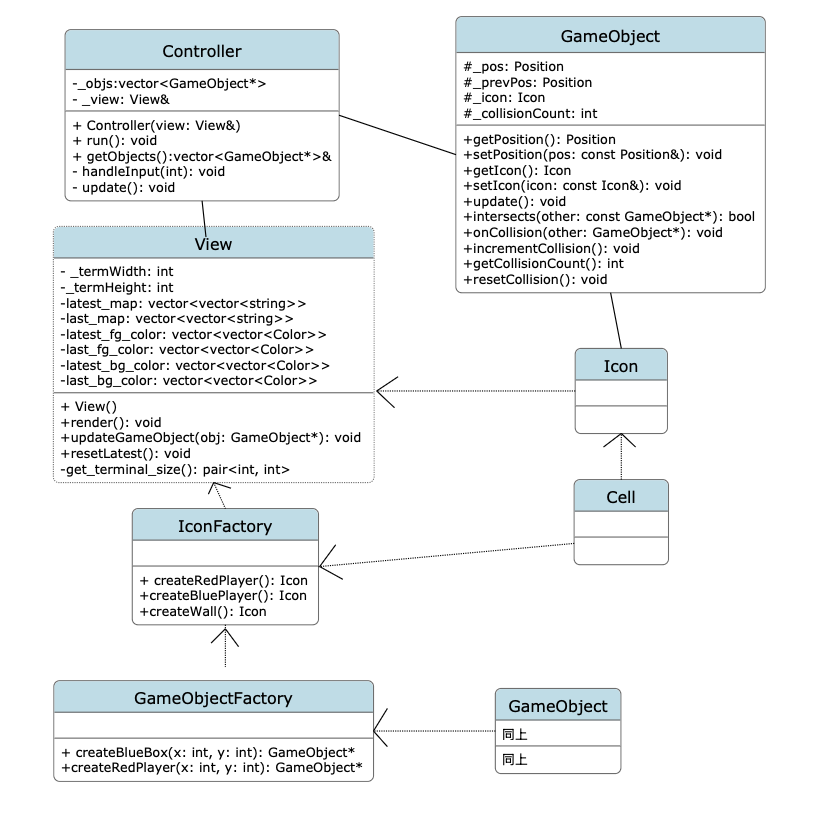 Controller
-_objs:vector<GameObject*>
- _view: View&
+ Controller(view: View&)
+ run(): void
+ getObjects():vector<GameObject*>&
- handleInput(int): void
- update(): void
GameObject
#_pos: Position
#_prevPos: Position
#_icon: Icon
#_collisionCount: int
+getPosition(): Position
+setPosition(pos: const Position&): void
+getIcon(): Icon
+setIcon(icon: const Icon&): void
+update(): void
+intersects(other: const GameObject*): bool
+onCollision(other: GameObject*): void
+incrementCollision(): void
+getCollisionCount(): int
+resetCollision(): void
View
- _termWidth: int
-_termHeight: int
-latest_map: vector<vector<string>>
-last_map: vector<vector<string>>
-latest_fg_color: vector<vector<Color>>
-last_fg_color: vector<vector<Color>>
-latest_bg_color: vector<vector<Color>>
-last_bg_color: vector<vector<Color>>
+ View()
+render(): void
+updateGameObject(obj: GameObject*): void
+resetLatest(): void
-get_terminal_size(): pair<int, int>
Icon
Cell
IconFactory
+ createRedPlayer(): Icon
+createBluePlayer(): Icon
+createWall(): Icon
GameObjectFactory
+ createBlueBox(x: int, y: int): GameObject*
+createRedPlayer(x: int, y: int): GameObject*
GameObject
同上
同上